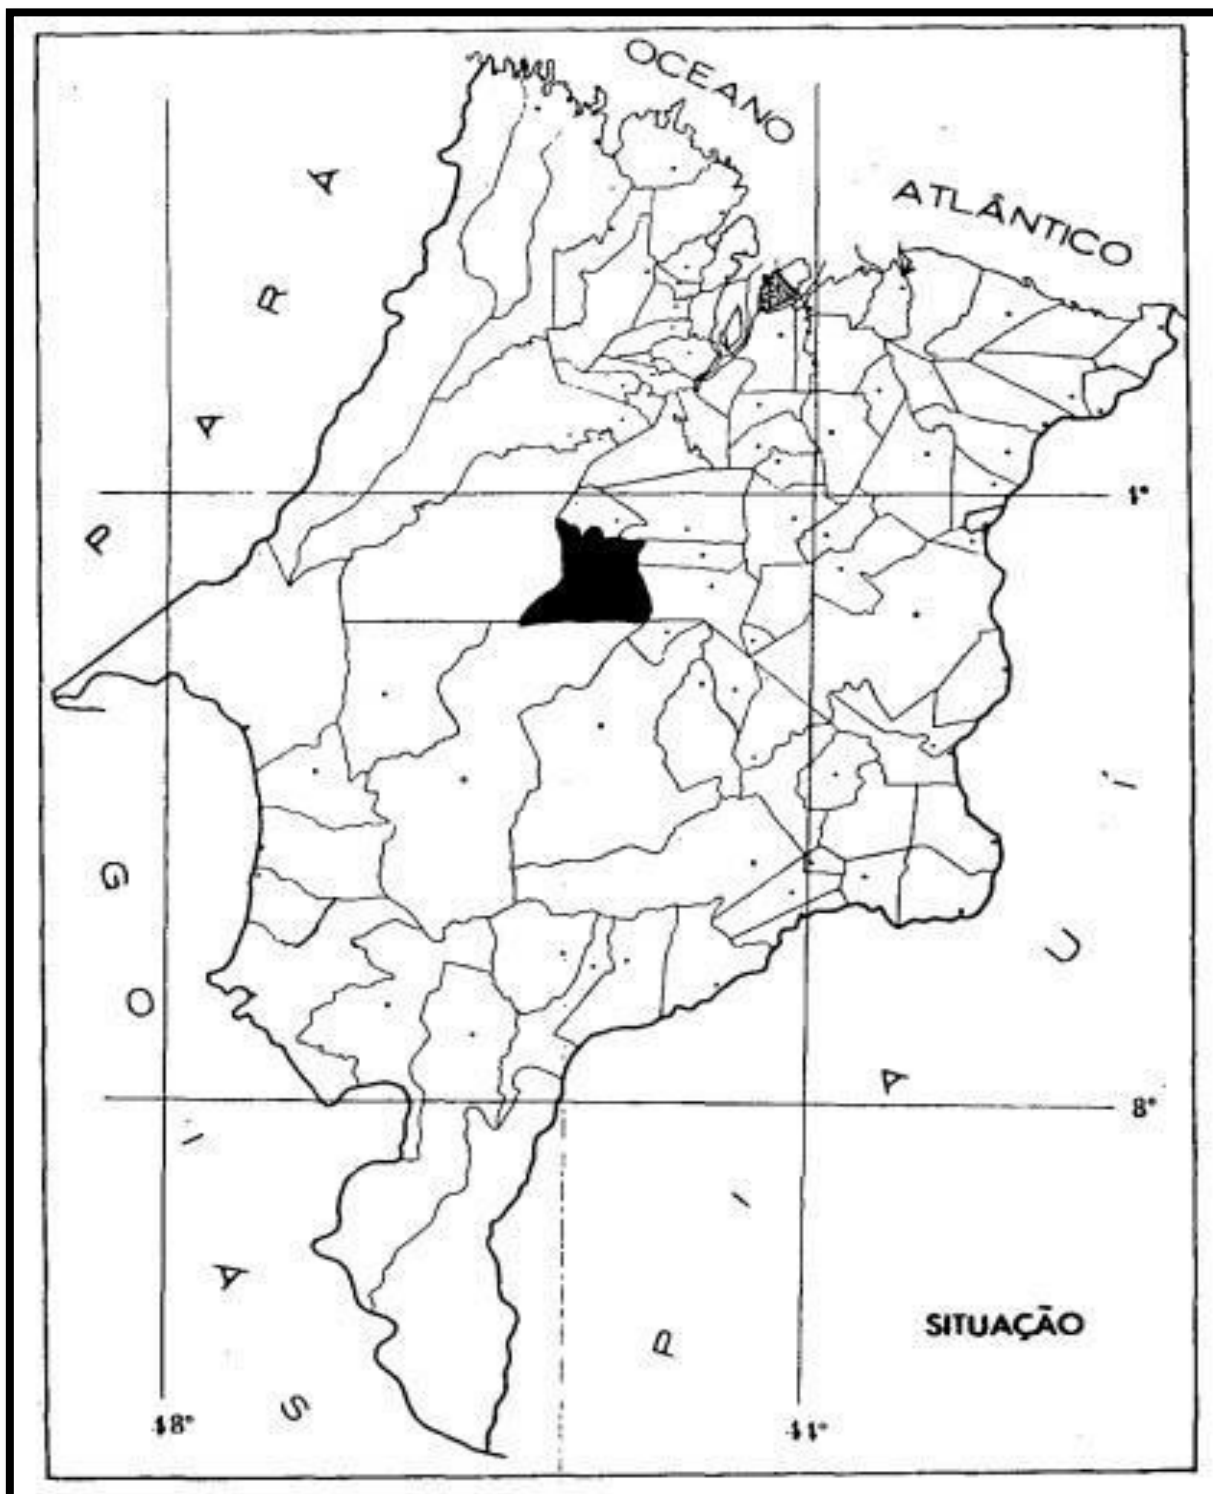 OCEANO
ATLÂNTICO
PARÁ
GOIÁS
PIAUÍ
4°
8°
48°
44°
SITUAÇÃO